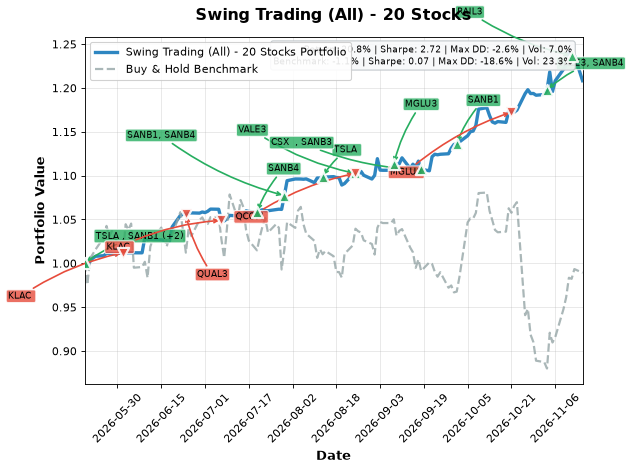 Swing Trading (All) - 20 Stocks
RAIL3
Swing Trading (All) - 20 Stocks Portfolio
Buy & Hold Benchmark
0.8% | Sharpe: 2.72 | Max DD: -2.6% | Vol: 7.0%
Benchmark: -1.1% | Sharpe: 0.07 | Max DD: -18.6% | Vol: 23.3%
SANB4
MGLU3
SANB1
VALE3
SANB1, SANB4
CSX , SANB3
TSLA
SANB4
MGLU
TSLA , SANB1 (+2)
KLAC
QUAL3
KLAC
Portfolio Value
1.25
1.20
1.15
1.10
1.05
1.00
0.95
0.90
2026-05-30
2026-06-15
2026-07-01
2026-07-17
2026-08-02
2026-08-18
2026-09-03
2026-09-19
2026-10-05
2026-10-21
2026-11-06
Date